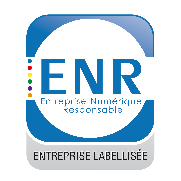 ENR
Entreprise Numérique
Responsable
ENTREPRISE LABELLISÉE